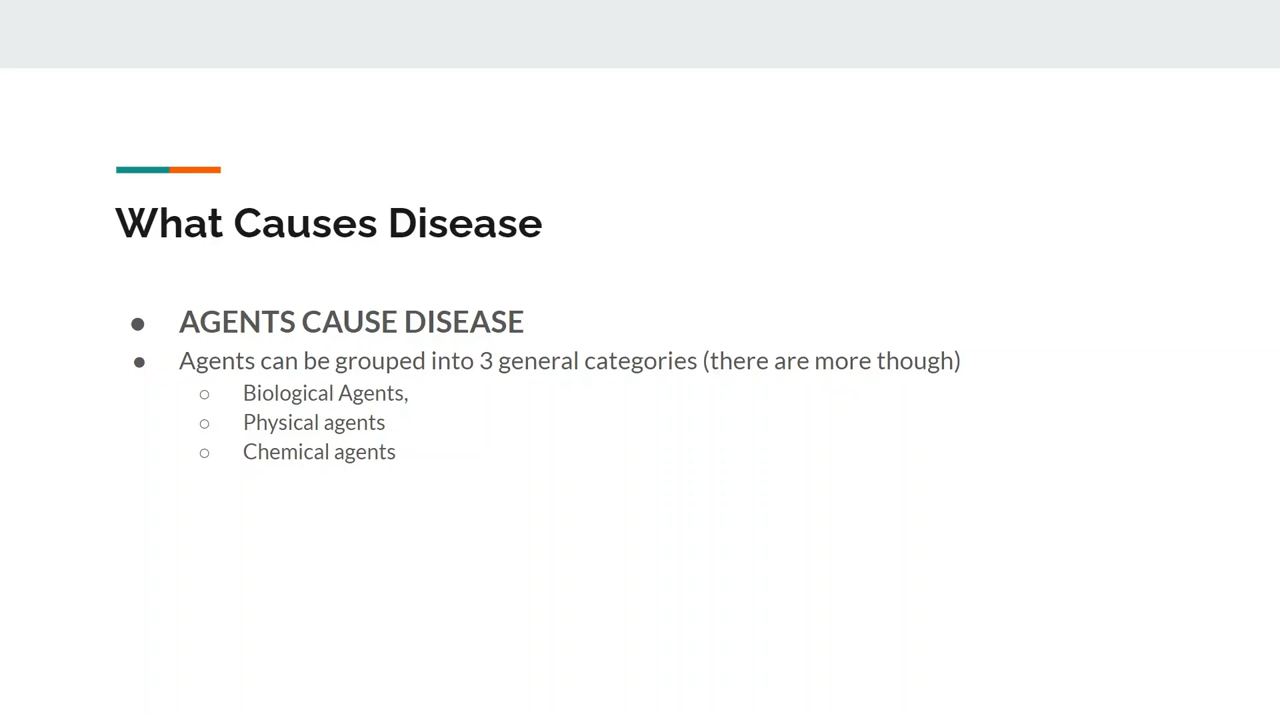 What Causes Disease
● AGENTS CAUSE DISEASE
● Agents can be grouped into 3 general categories (there are more though)
○ Biological Agents,
○ Physical agents
○ Chemical agents